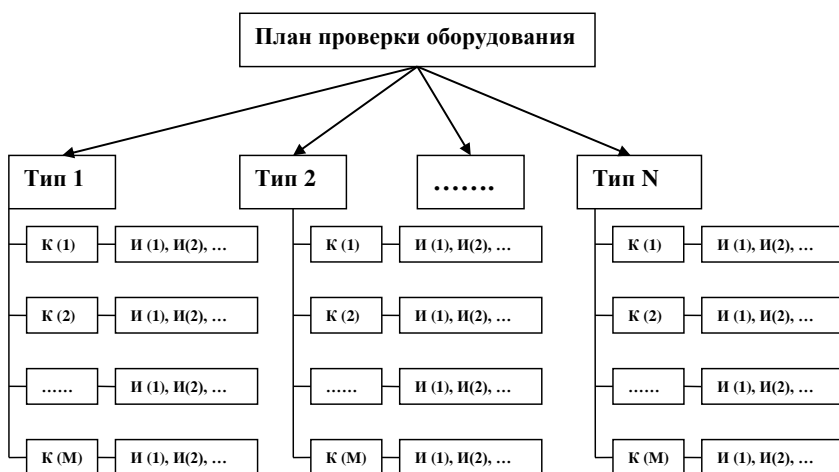 План проверки оборудования
Тип 1 Тип 2 ……. Тип N
К (1) И (1), И(2), … К (1) И (1), И(2), … К (1) И (1), И(2), …
К (2) И (1), И(2), … К (2) И (1), И(2), … К (2) И (1), И(2), …
…… И (1), И(2), … …… И (1), И(2), … …… И (1), И(2), …
К (М) И (1), И(2), … К (М) И (1), И(2), … К (М) И (1), И(2), …